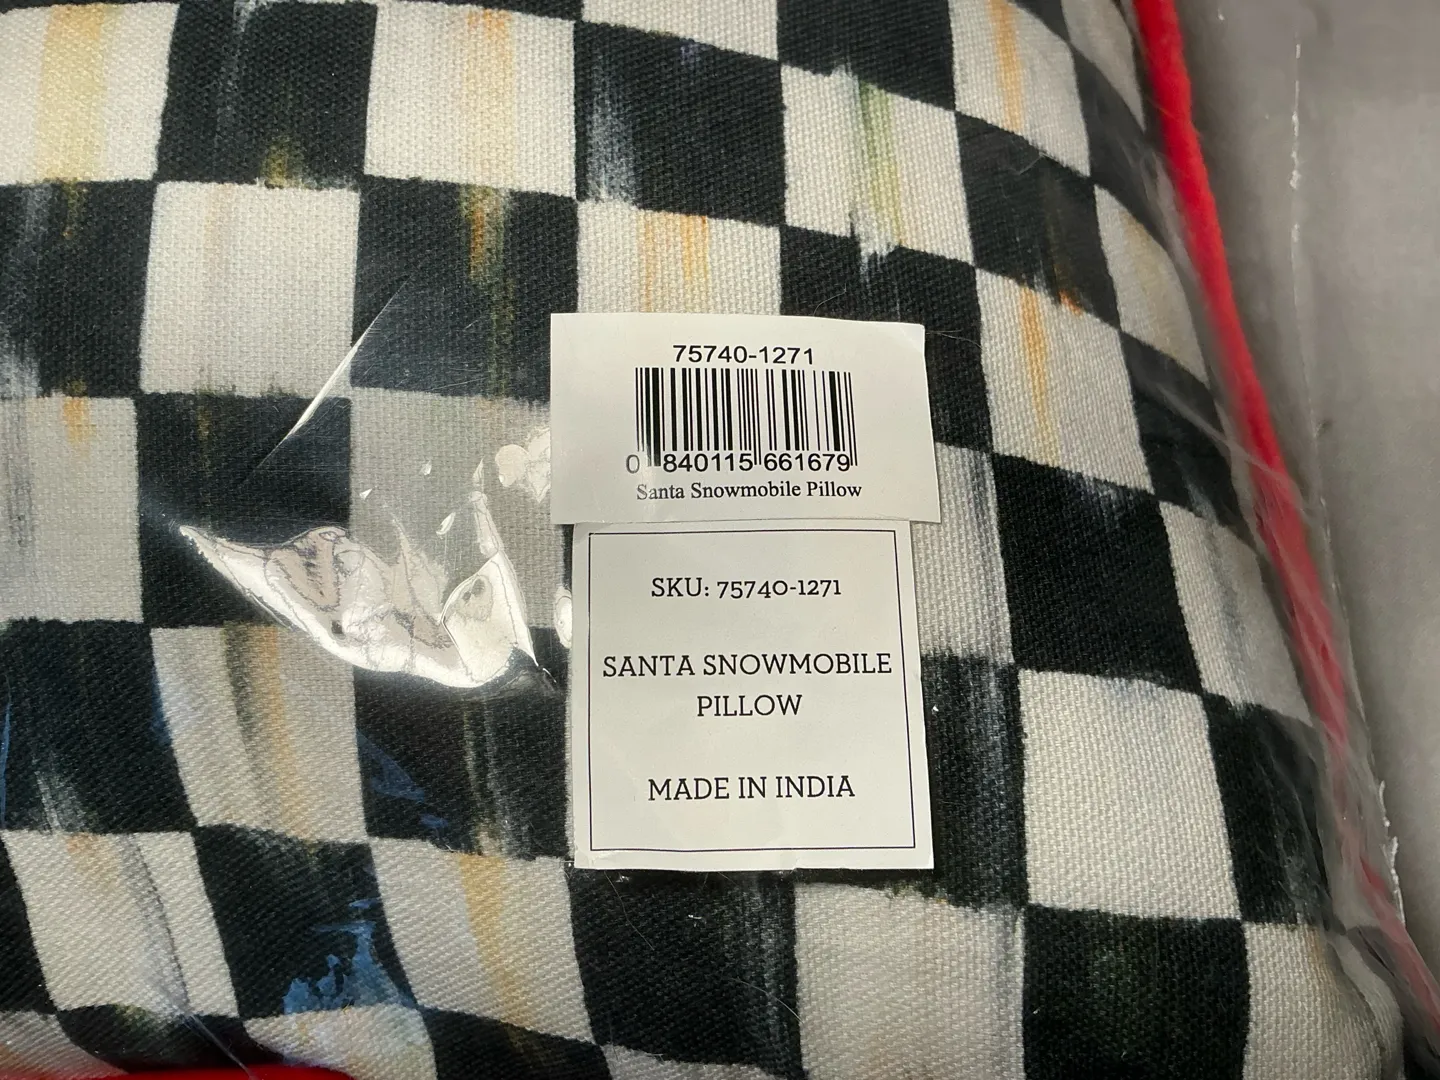 75740-1271
0 840115 661679
Santa Snowmobile Pillow
SKU: 75740-1271
SANTA SNOWMOBILE
PILLOW
MADE IN INDIA